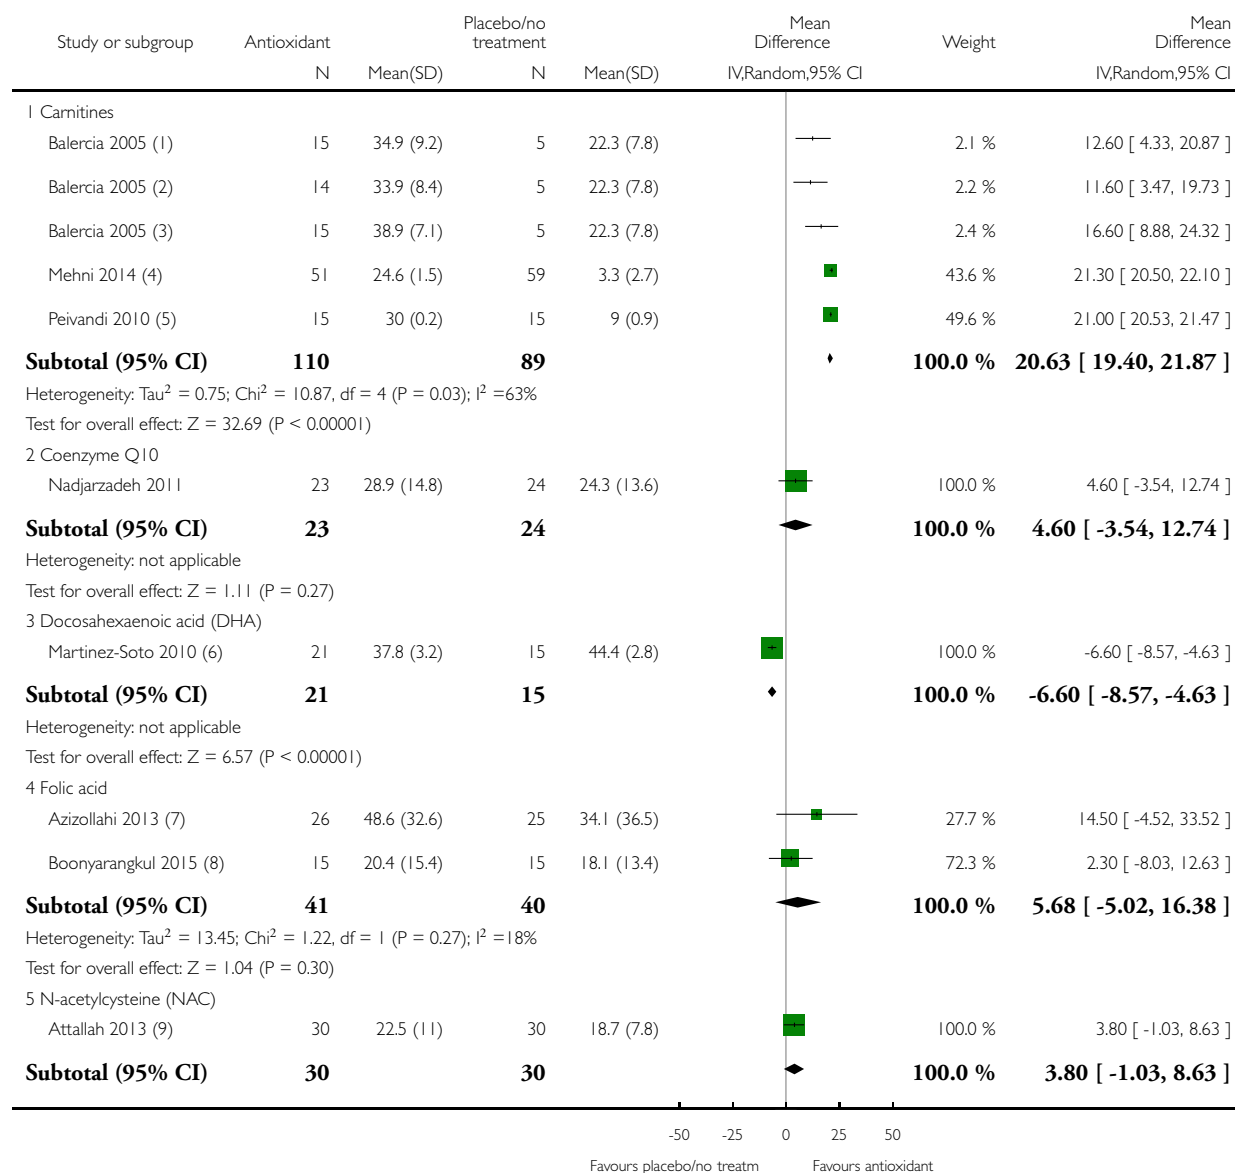 Study or subgroup Antioxidant Placebo/no treatment Mean Difference Weight Mean Difference
N Mean(SD) N Mean(SD) IV,Random,95% CI IV,Random,95% CI
1 Carnitines
Balercia 2005 (1) 15 34.9 (9.2) 5 22.3 (7.8) 2.1 % 12.60 [ 4.33, 20.87 ]
Balercia 2005 (2) 14 33.9 (8.4) 5 22.3 (7.8) 2.2 % 11.60 [ 3.47, 19.73 ]
Balercia 2005 (3) 15 38.9 (7.1) 5 22.3 (7.8) 2.4 % 16.60 [ 8.88, 24.32 ]
Mehni 2014 (4) 51 24.6 (1.5) 59 3.3 (2.7) 43.6 % 21.30 [ 20.50, 22.10 ]
Peivandi 2010 (5) 15 30 (0.2) 15 9 (0.9) 49.6 % 21.00 [ 20.53, 21.47 ]
Subtotal (95% CI) 110 89 100.0 % 20.63 [ 19.40, 21.87 ]
Heterogeneity: Tau² = 0.75; Chi² = 10.87, df = 4 (P = 0.03); I² =63%
Test for overall effect: Z = 32.69 (P < 0.00001)
2 Coenzyme Q10
Nadjarzadeh 2011 23 28.9 (14.8) 24 24.3 (13.6) 100.0 % 4.60 [ -3.54, 12.74 ]
Subtotal (95% CI) 23 24 100.0 % 4.60 [ -3.54, 12.74 ]
Heterogeneity: not applicable
Test for overall effect: Z = 1.11 (P = 0.27)
3 Docosahexaenoic acid (DHA)
Martinez-Soto 2010 (6) 21 37.8 (3.2) 15 44.4 (2.8) 100.0 % -6.60 [ -8.57, -4.63 ]
Subtotal (95% CI) 21 15 100.0 % -6.60 [ -8.57, -4.63 ]
Heterogeneity: not applicable
Test for overall effect: Z = 6.57 (P < 0.00001)
4 Folic acid
Azizollahi 2013 (7) 26 48.6 (32.6) 25 34.1 (36.5) 27.7 % 14.50 [ -4.52, 33.52 ]
Boonyarangkul 2015 (8) 15 20.4 (15.4) 15 18.1 (13.4) 72.3 % 2.30 [ -8.03, 12.63 ]
Subtotal (95% CI) 41 40 100.0 % 5.68 [ -5.02, 16.38 ]
Heterogeneity: Tau² = 13.45; Chi² = 1.22, df = 1 (P = 0.27); I² =18%
Test for overall effect: Z = 1.04 (P = 0.30)
5 N-acetylcysteine (NAC)
Attallah 2013 (9) 30 22.5 (11) 30 18.7 (7.8) 100.0 % 3.80 [ -1.03, 8.63 ]
Subtotal (95% CI) 30 30 100.0 % 3.80 [ -1.03, 8.63 ]
-50 -25 0 25 50
Favours placebo/no treatm Favours antioxidant